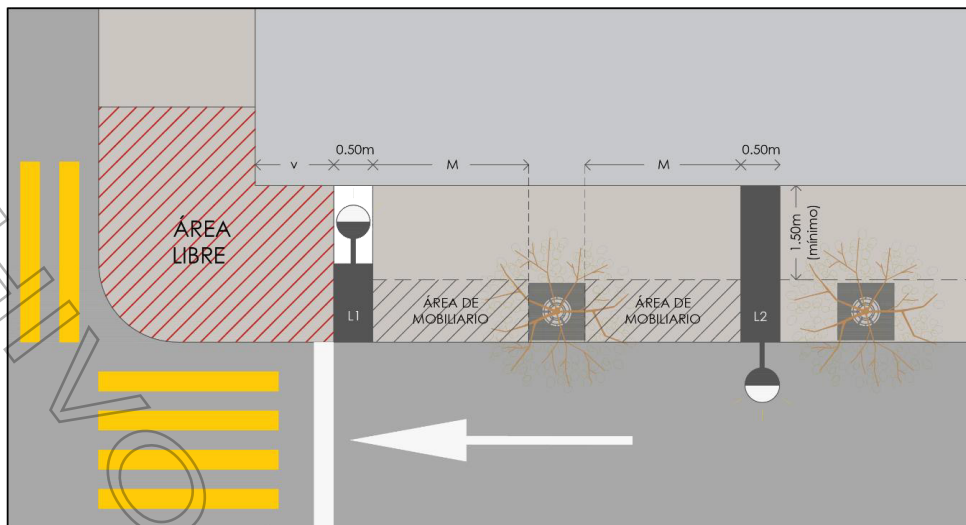 0.50m
0.50m
v
M
M
ÁREA
LIBRE
1.50m
(mínimo)
ÁREA DE
MOBILIARIO
ÁREA DE
MOBILIARIO
L1
L2